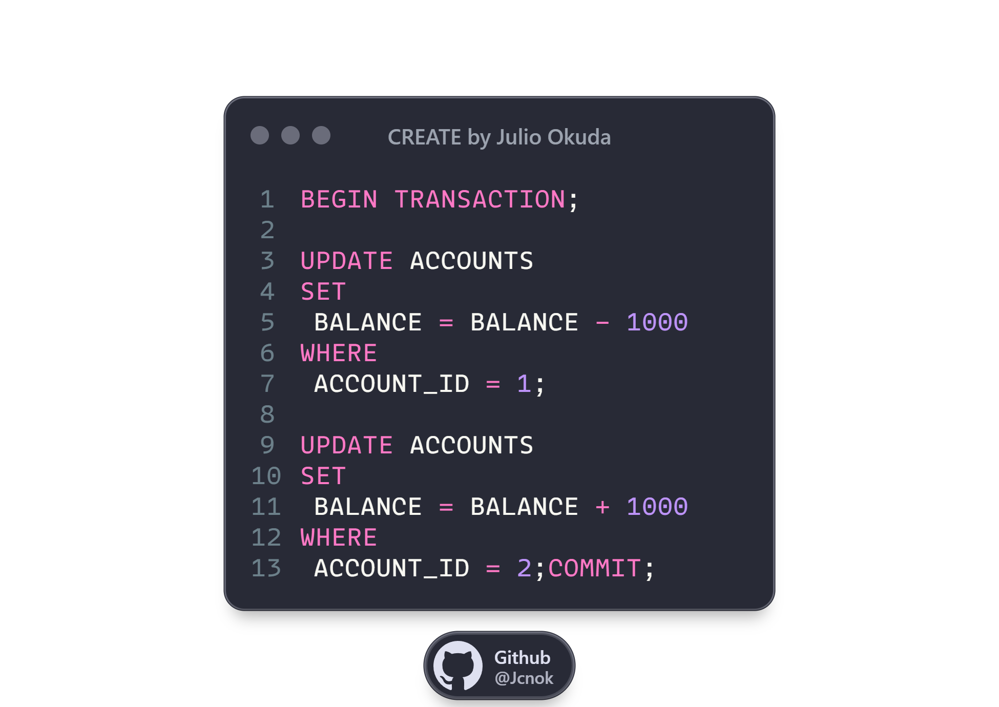 CREATE by Julio Okuda
1 BEGIN TRANSACTION;
2
3 UPDATE ACCOUNTS
4 SET
5  BALANCE = BALANCE - 1000
6 WHERE
7  ACCOUNT_ID = 1;
8
9 UPDATE ACCOUNTS
10 SET
11  BALANCE = BALANCE + 1000
12 WHERE
13  ACCOUNT_ID = 2;COMMIT;
Github
@Jcnok